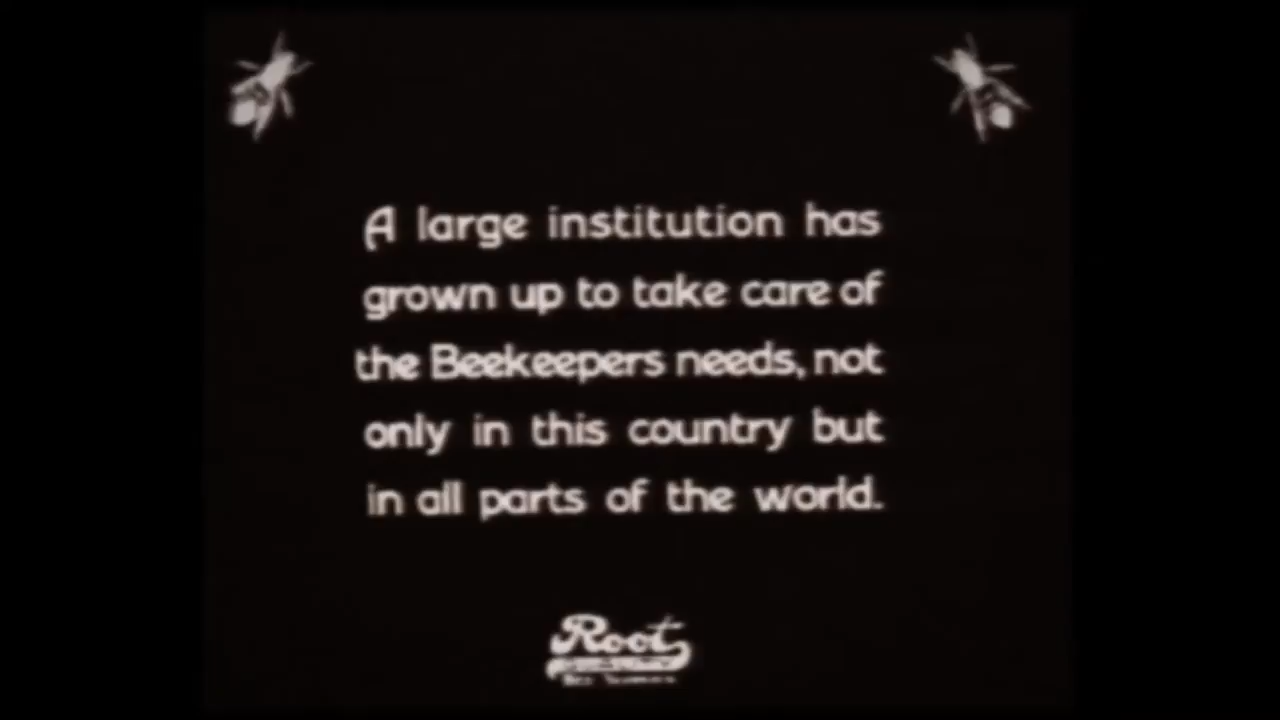 A large institution has
grown up to take care of
the Beekeepers needs, not
only in this country but
in all parts of the world.
Root